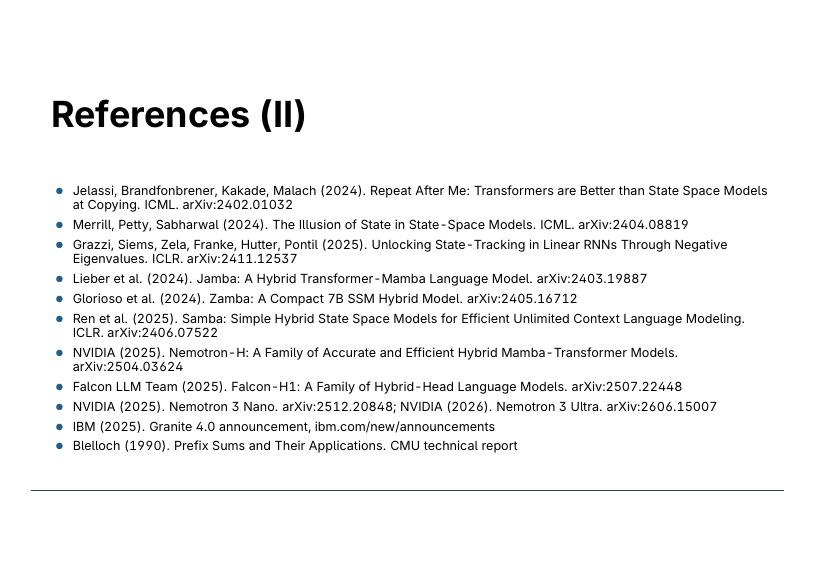 References (II)
Jelassi, Brandfonbrener, Kakade, Malach (2024). Repeat After Me: Transformers are Better than State Space Models
at Copying. ICML. arXiv:2402.01032
Merrill, Petty, Sabharwal (2024). The Illusion of State in State-Space Models. ICML. arXiv:2404.08819
Grazzi, Siems, Zela, Franke, Hutter, Pontil (2025). Unlocking State-Tracking in Linear RNNs Through Negative
Eigenvalues. ICLR. arXiv:2411.12537
Lieber et al. (2024). Jamba: A Hybrid Transformer-Mamba Language Model. arXiv:2403.19887
Glorioso et al. (2024). Zamba: A Compact 7B SSM Hybrid Model. arXiv:2405.16712
Ren et al. (2025). Samba: Simple Hybrid State Space Models for Efficient Unlimited Context Language Modeling.
ICLR. arXiv:2406.07522
NVIDIA (2025). Nemotron-H: A Family of Accurate and Efficient Hybrid Mamba-Transformer Models.
arXiv:2504.03624
Falcon LLM Team (2025). Falcon-H1: A Family of Hybrid-Head Language Models. arXiv:2507.22448
NVIDIA (2025). Nemotron 3 Nano. arXiv:2512.20848; NVIDIA (2026). Nemotron 3 Ultra. arXiv:2606.15007
IBM (2025). Granite 4.0 announcement, ibm.com/new/announcements
Blelloch (1990). Prefix Sums and Their Applications. CMU technical report